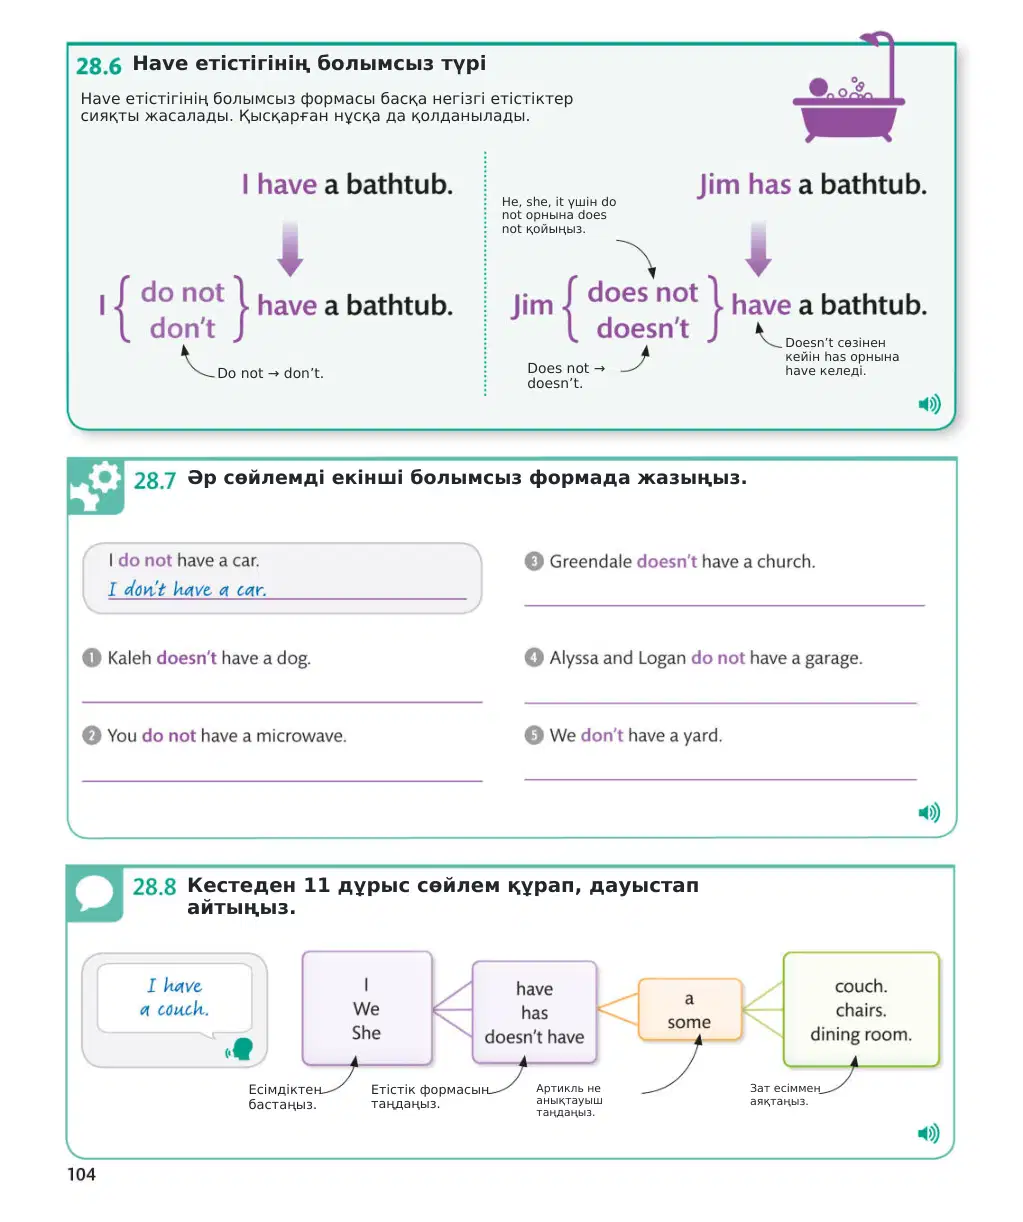 28.6 Have етістігінің болымсыз түрі
Have етістігінің болымсыз формасы басқа негізгі етістіктер
сияқты жасалады. Қысқарған нұсқа да қолданылады.
I have a bathtub.
I { do not
don't } have a bathtub.
Do not → don’t.
Jim has a bathtub.
He, she, it үшін do
not орнына does
not қойыңыз.
Jim { does not
doesn't } have a bathtub.
Does not →
doesn’t.
Doesn’t сөзінен
кейін has орнына
have келеді.
28.7 Әр сөйлемді екінші болымсыз формада жазыңыз.
I do not have a car.
I don't have a car.
1 Kaleh doesn't have a dog.
2 You do not have a microwave.
3 Greendale doesn't have a church.
4 Alyssa and Logan do not have a garage.
5 We don't have a yard.
28.8 Кестеден 11 дұрыс сөйлем құрап, дауыстап
айтыңыз.
I have
a couch.
I
We
She
have
has
doesn't have
a
some
couch.
chairs.
dining room.
Есімдіктен
бастаңыз.
Етістік формасын
таңдаңыз.
Артикль не
анықтауыш
таңдаңыз.
Зат есіммен
аяқтаңыз.
104